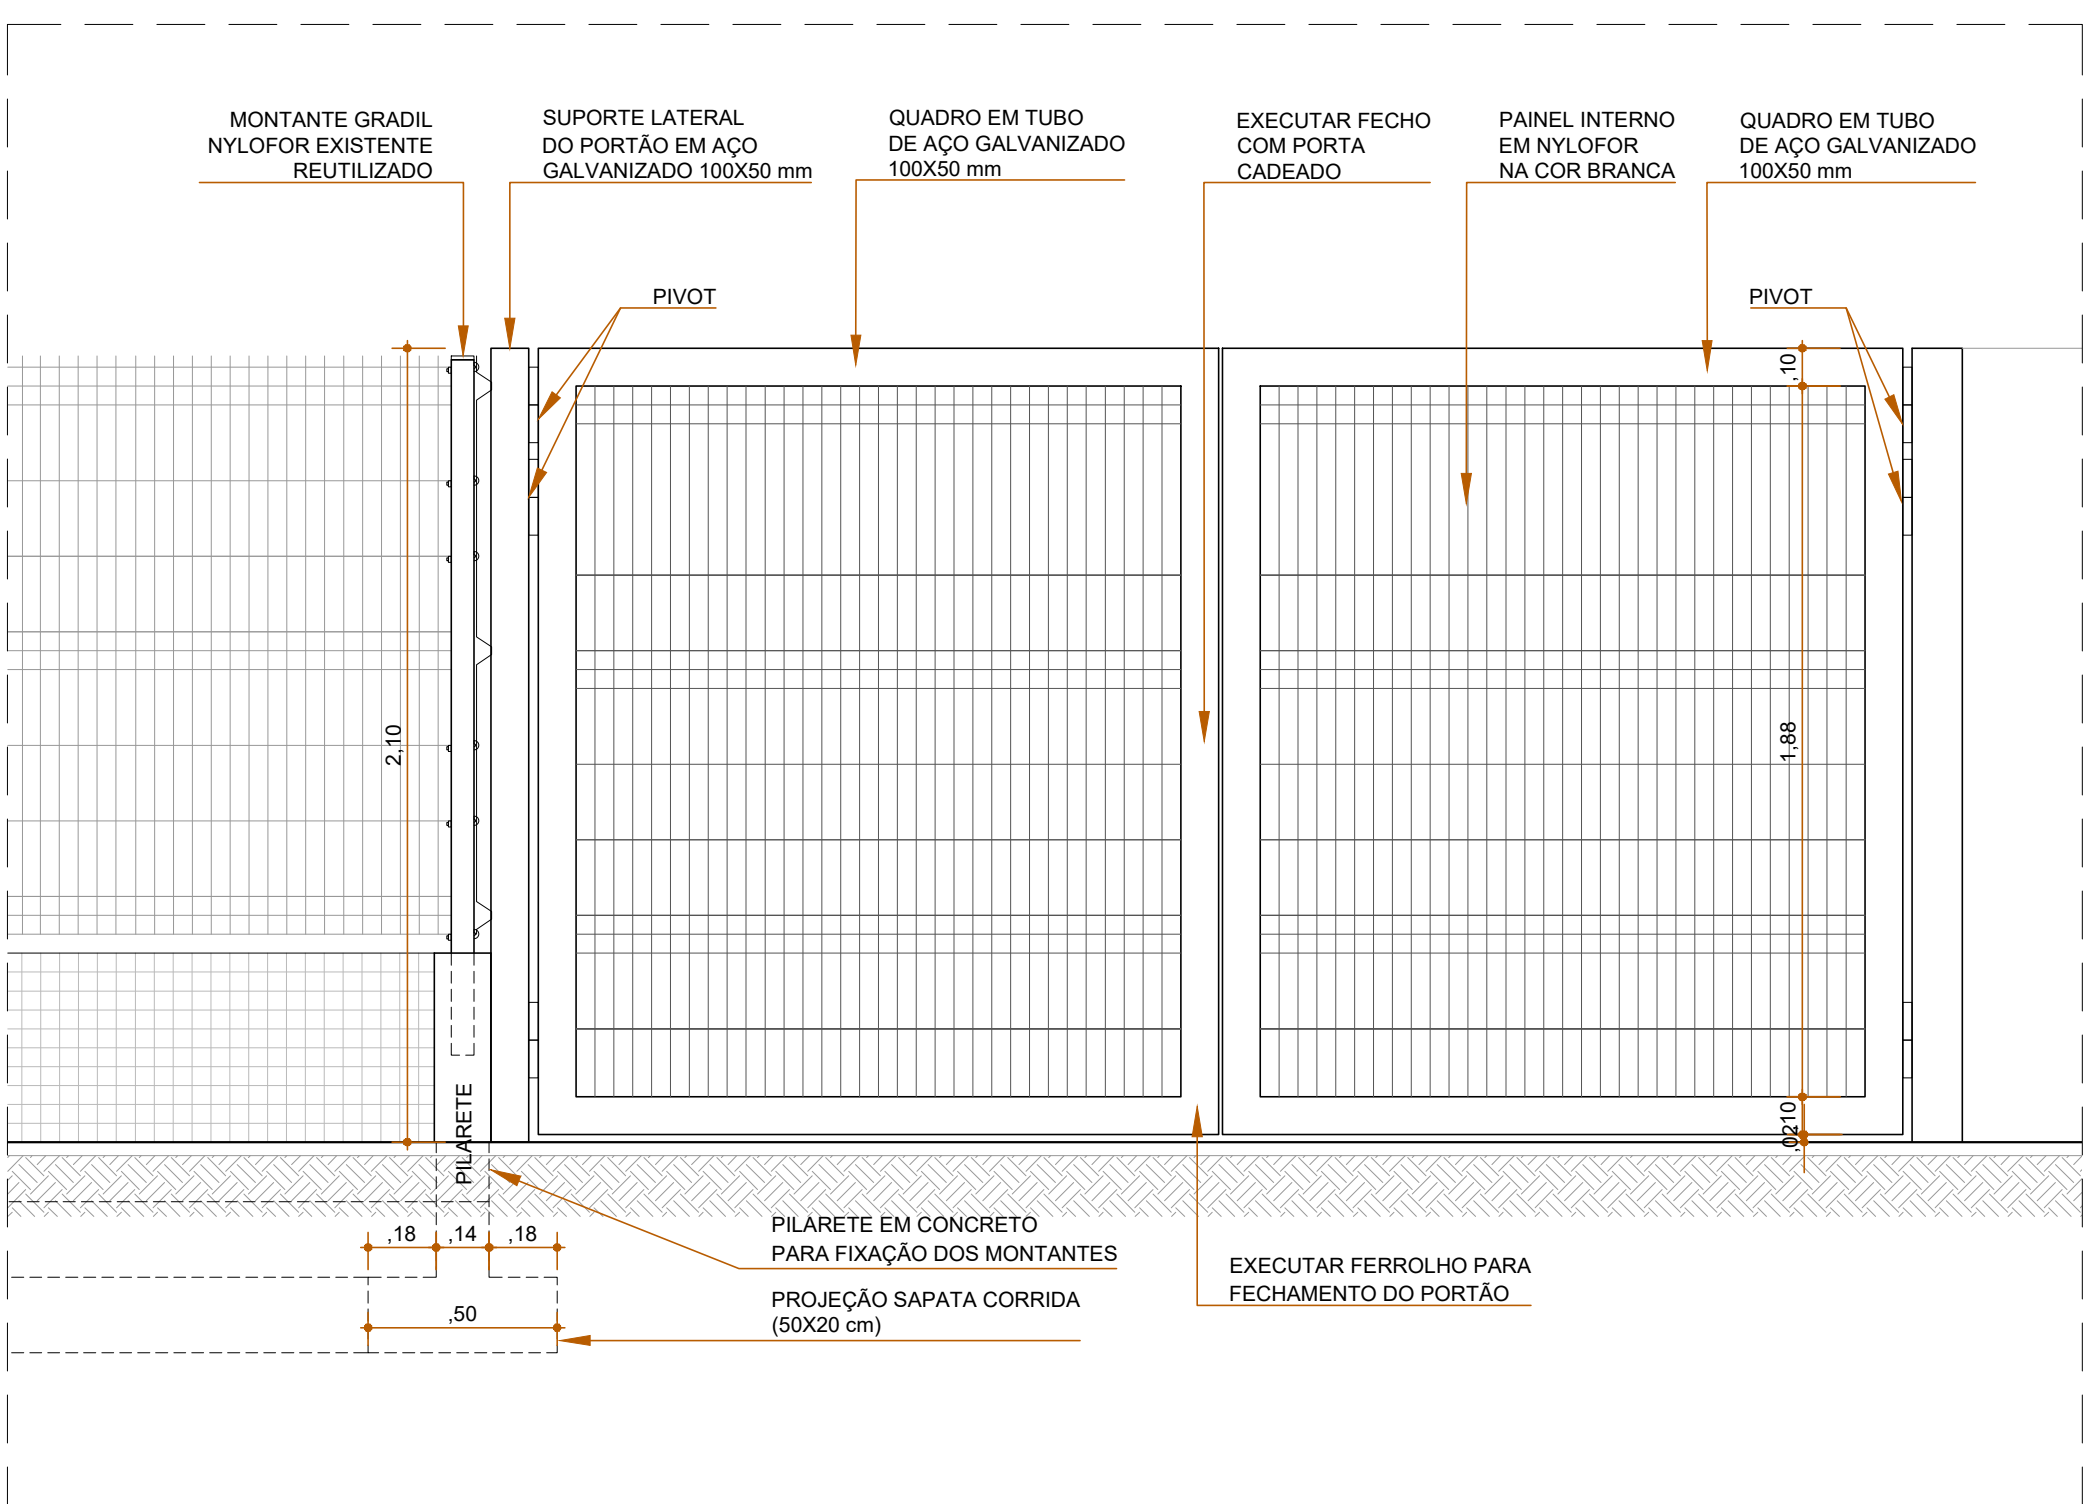 MONTANTE GRADIL
NYLOFOR EXISTENTE
REUTILIZADO
SUPORTE LATERAL
DO PORTÃO EM AÇO
GALVANIZADO 100X50 mm
QUADRO EM TUBO
DE AÇO GALVANIZADO
100X50 mm
EXECUTAR FECHO
COM PORTA
CADEADO
PAINEL INTERNO
EM NYLOFOR
NA COR BRANCA
QUADRO EM TUBO
DE AÇO GALVANIZADO
100X50 mm
PIVOT
PIVOT
,10
2,10
1,88
,10
,02
PILARETE
,18
,14
,18
,50
PILARETE EM CONCRETO
PARA FIXAÇÃO DOS MONTANTES
PROJEÇÃO SAPATA CORRIDA
(50X20 cm)
EXECUTAR FERROLHO PARA
FECHAMENTO DO PORTÃO